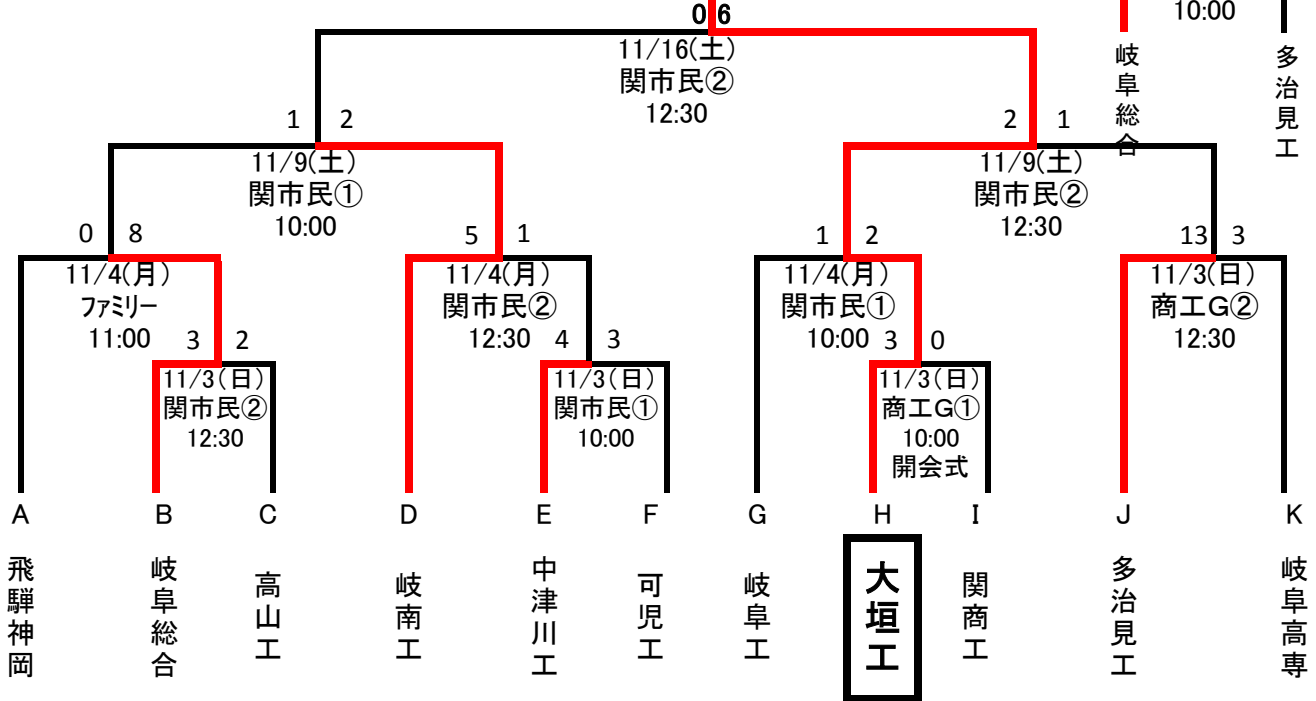 0 6
10:00
11/16(土)
関市民②
12:30
岐阜総合
多治見工
1 2
2 1
11/9(土)
関市民①
10:00
11/9(土)
関市民②
12:30
0 8
5 1
1 2
13 3
11/4(月)
ファミリー
11:00
11/4(月)
関市民②
12:30
11/4(月)
関市民①
10:00
11/3(日)
商工G②
12:30
3 2
4 3
3 0
11/3(日)
関市民②
12:30
11/3(日)
関市民①
10:00
11/3(日)
商工G①
10:00
開会式
A B C D E F G H I J K
飛騨神岡
岐阜総合
高山工
岐南工
中津川工
可児工
岐阜工
大垣工
関商工
多治見工
岐阜高専